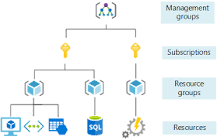 Management
groups
Subscriptions
Resource
groups
SQL
Resources